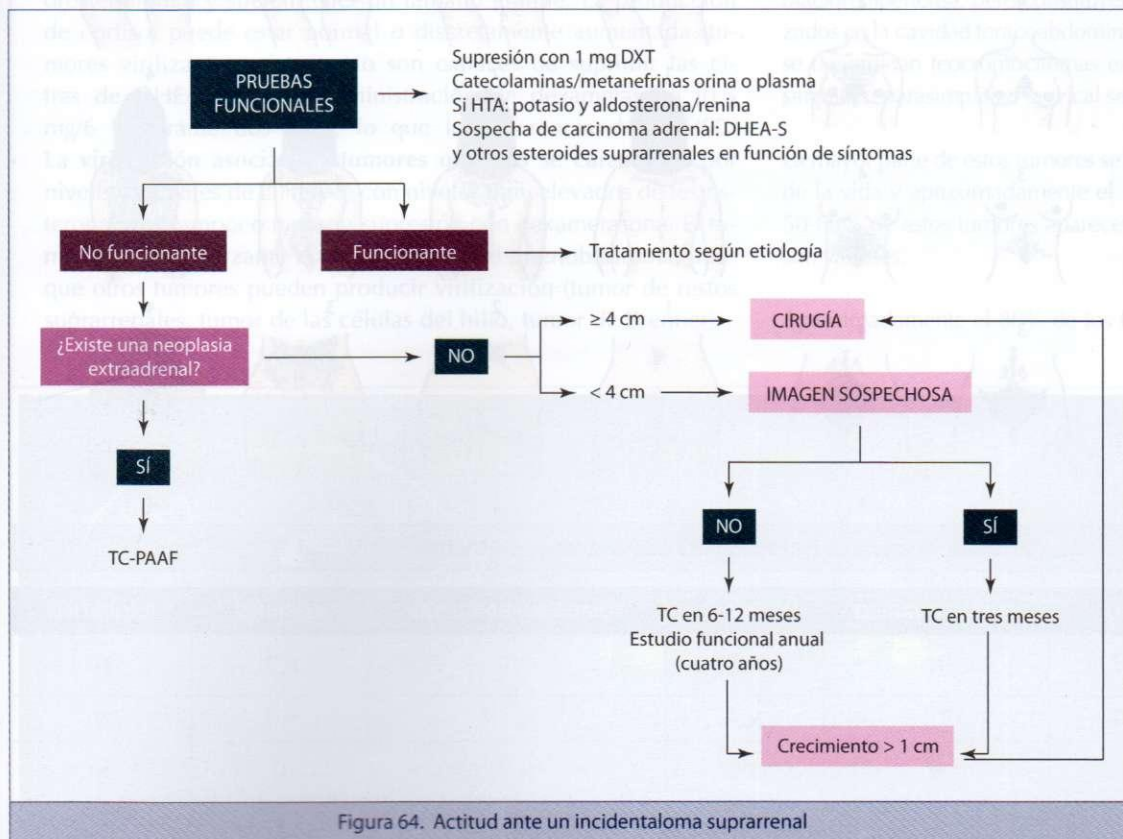 PRUEBAS
FUNCIONALES
Supresión con 1 mg DXT
Catecolaminas/metanefrinas orina o plasma
Si HTA: potasio y aldosterona/renina
Sospecha de carcinoma adrenal: DHEA-S
y otros esteroides suprarrenales en función de síntomas
No funcionante
Funcionante
Tratamiento según etiología
¿Existe una neoplasia
extraadrenal?
NO
≥ 4 cm
CIRUGÍA
< 4 cm
IMAGEN SOSPECHOSA
SÍ
TC-PAAF
NO
SÍ
TC en 6-12 meses
Estudio funcional anual
(cuatro años)
TC en tres meses
Crecimiento > 1 cm
Figura 64. Actitud ante un incidentaloma suprarrenal